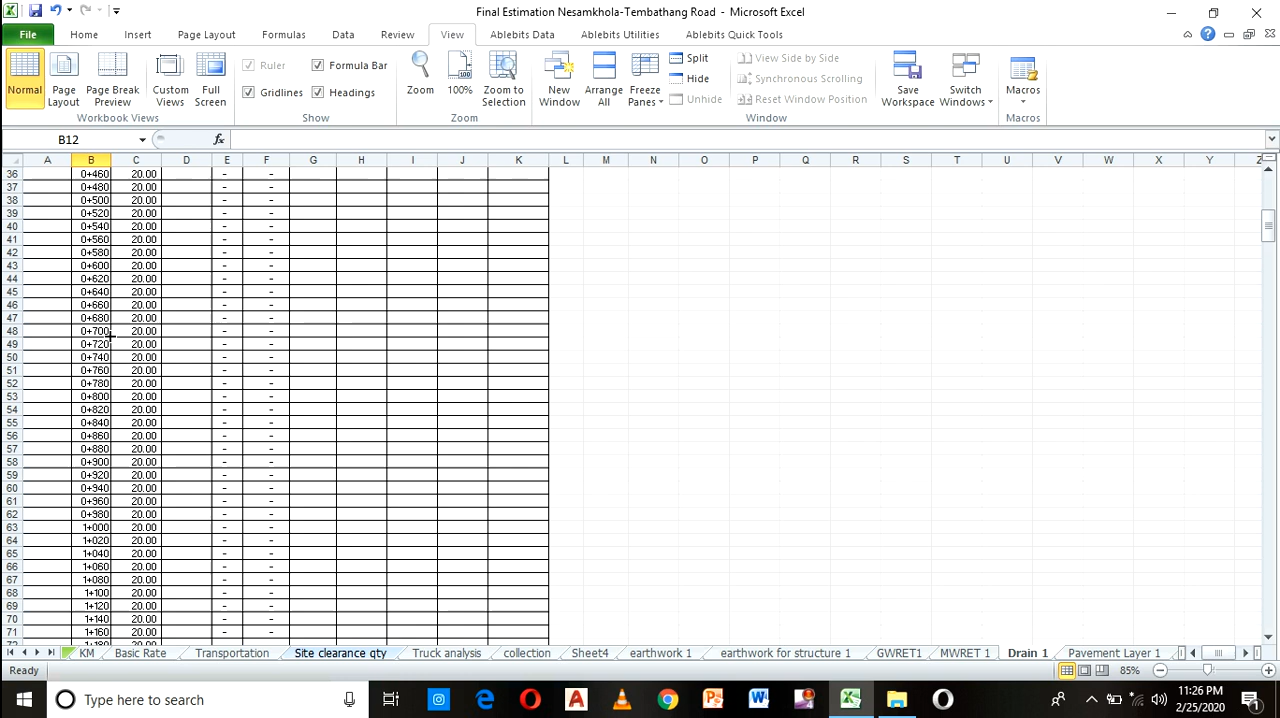 Final Estimation Nesamkhola-Tembathang Road - Microsoft Excel
File Home Insert Page Layout Formulas Data Review View Ablebits Data Ablebits Utilities Ablebits Quick Tools
Normal Page Layout Page Break Preview Custom Views Full Screen
Ruler Formula Bar
Gridlines Headings
Zoom 100% Zoom to Selection
New Window Arrange All Freeze Panes
Split
Hide
Unhide
View Side by Side
Synchronous Scrolling
Reset Window Position
Save Workspace Switch Windows Macros
Workbook Views Show Zoom Window Macros
B12 fx
A B C D E F G H I J K L M N O P Q R S T U V W X Y Z
36 0+460 20.00 - -
37 0+480 20.00 - -
38 0+500 20.00 - -
39 0+520 20.00 - -
40 0+540 20.00 - -
41 0+560 20.00 - -
42 0+580 20.00 - -
43 0+600 20.00 - -
44 0+620 20.00 - -
45 0+640 20.00 - -
46 0+660 20.00 - -
47 0+680 20.00 - -
48 0+700 20.00 - -
49 0+720 20.00 - -
50 0+740 20.00 - -
51 0+760 20.00 - -
52 0+780 20.00 - -
53 0+800 20.00 - -
54 0+820 20.00 - -
55 0+840 20.00 - -
56 0+860 20.00 - -
57 0+880 20.00 - -
58 0+900 20.00 - -
59 0+920 20.00 - -
60 0+940 20.00 - -
61 0+960 20.00 - -
62 0+980 20.00 - -
63 1+000 20.00 - -
64 1+020 20.00 - -
65 1+040 20.00 - -
66 1+060 20.00 - -
67 1+080 20.00 - -
68 1+100 20.00 - -
69 1+120 20.00 - -
70 1+140 20.00 - -
71 1+160 20.00 - -
72 1+180 20.00
KM Basic Rate Transportation Site clearance qty Truck analysis collection Sheet4 earthwork 1 earthwork for structure 1 GWRET1 MWRET 1 Drain 1 Pavement Layer 1
Ready 85%
Type here to search
11:26 PM
2/25/2020